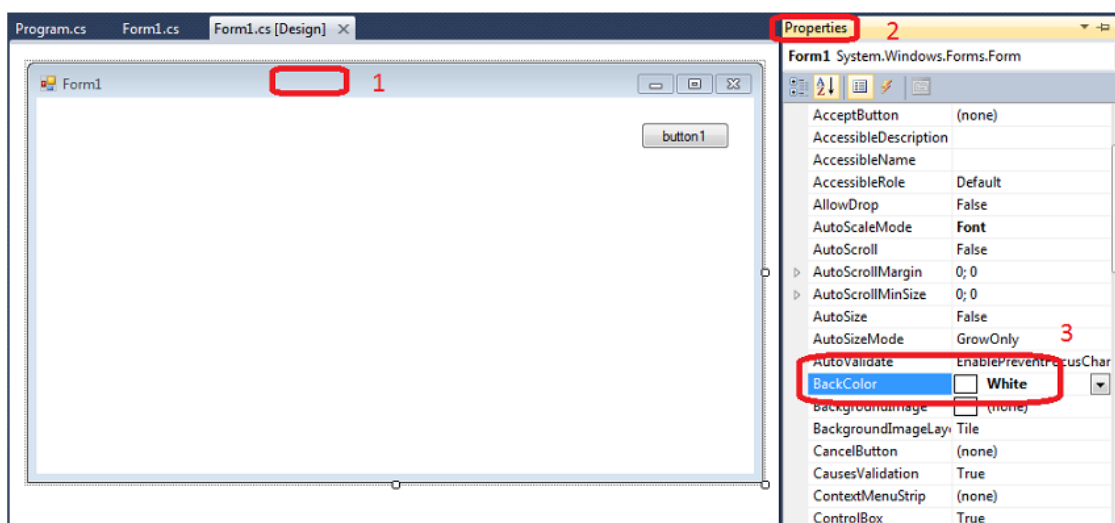 Program.cs Form1.cs Form1.cs [Design]
Form1
1
button1
Properties 2
Form1 System.Windows.Forms.Form
AcceptButton (none)
AccessibleDescription
AccessibleName
AccessibleRole Default
AllowDrop False
AutoScaleMode Font
AutoScroll False
AutoScrollMargin 0; 0
AutoScrollMinSize 0; 0
AutoSize False
AutoSizeMode GrowOnly
3
AutoValidate EnablePreventFocusChar
BackColor White
BackgroundImage (none)
BackgroundImageLay Tile
CancelButton (none)
CausesValidation True
ContextMenuStrip (none)
ControlBox True